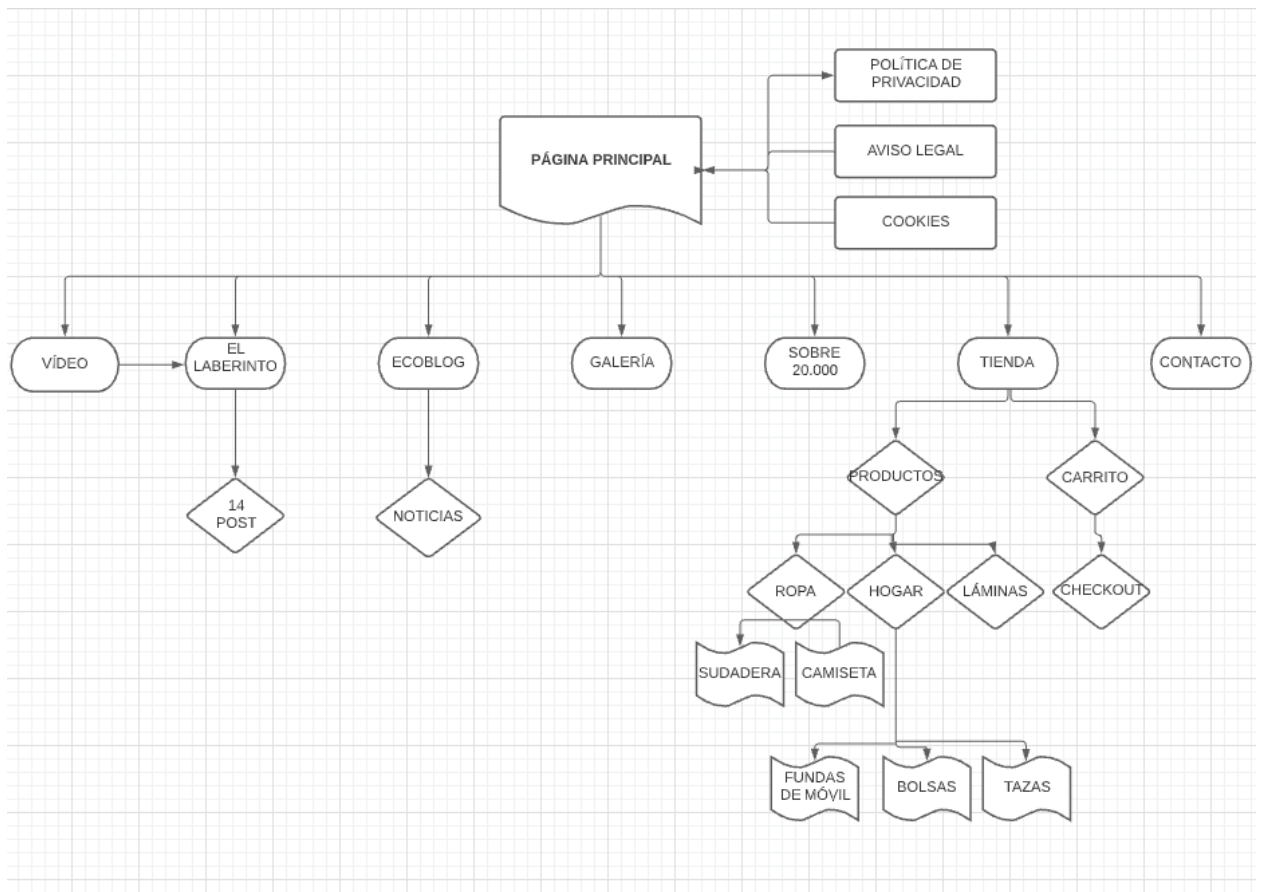 POLÍTICA DE
PRIVACIDAD
PÁGINA PRINCIPAL
AVISO LEGAL
COOKIES
VÍDEO
EL
LABERINTO
ECOBLOG
GALERÍA
SOBRE
20.000
TIENDA
CONTACTO
PRODUCTOS
CARRITO
14
POST
NOTICIAS
ROPA
HOGAR
LÁMINAS
CHECKOUT
SUDADERA
CAMISETA
FUNDAS
DE MÓVIL
BOLSAS
TAZAS